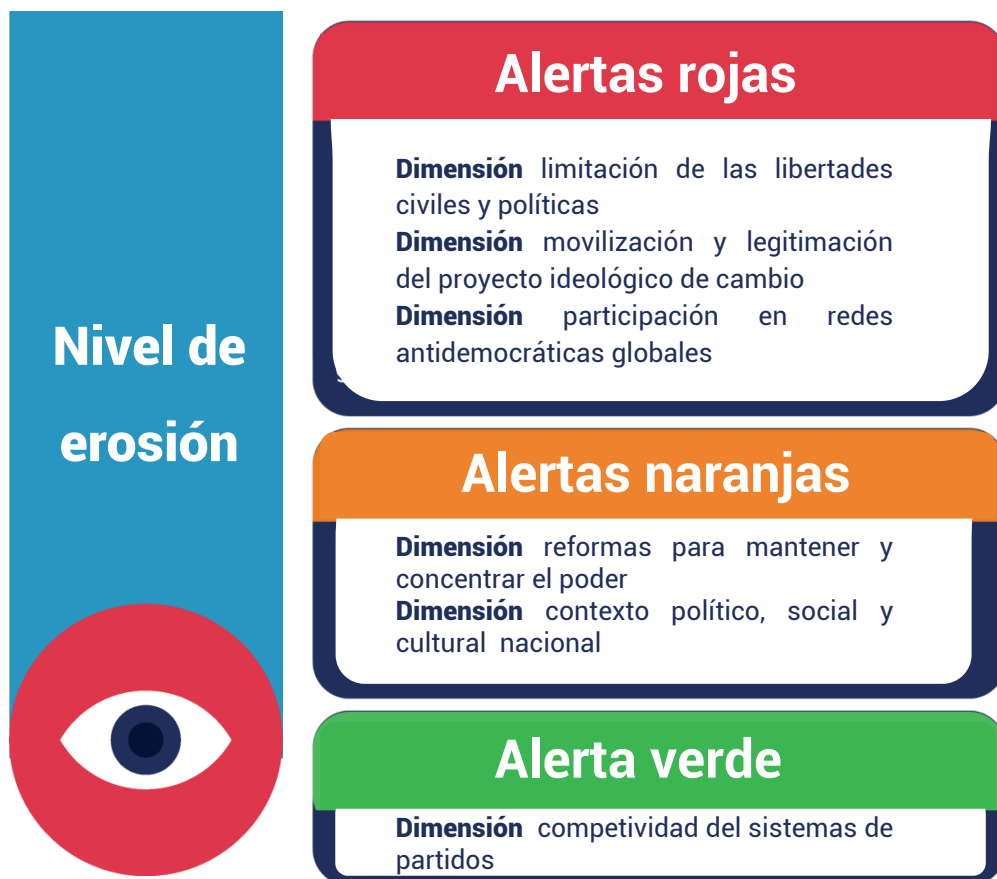 Nivel de
erosión
Alertas rojas
Dimensión limitación de las libertades
civiles y políticas
Dimensión movilización y legitimación
del proyecto ideológico de cambio
Dimensión participación en redes
antidemocráticas globales
Alertas naranjas
Dimensión reformas para mantener y
concentrar el poder
Dimensión contexto político, social y
cultural nacional
Alerta verde
Dimensión competividad del sistemas de
partidos